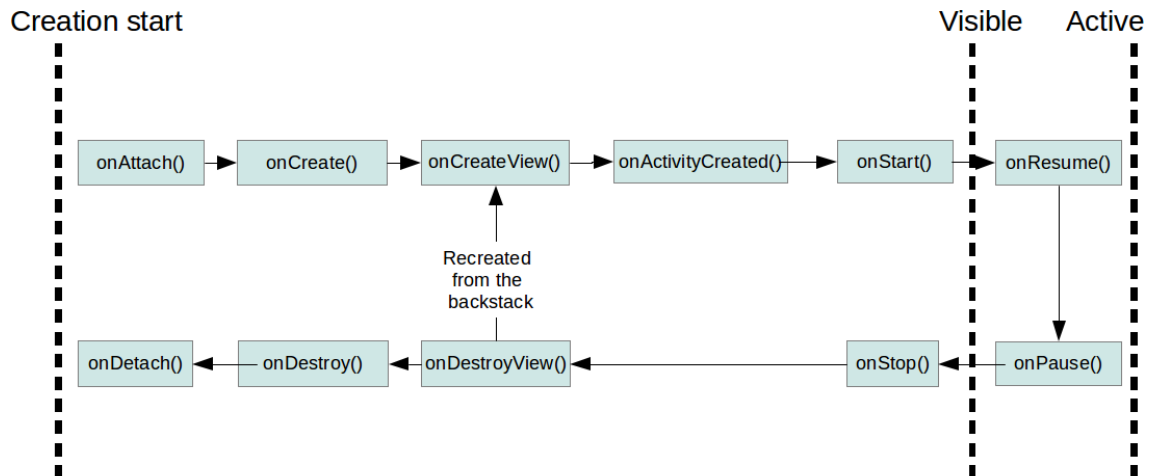 Creation start
Visible
Active
onAttach()
onCreate()
onCreateView()
onActivityCreated()
onStart()
onResume()
Recreated
from the
backstack
onDetach()
onDestroy()
onDestroyView()
onStop()
onPause()